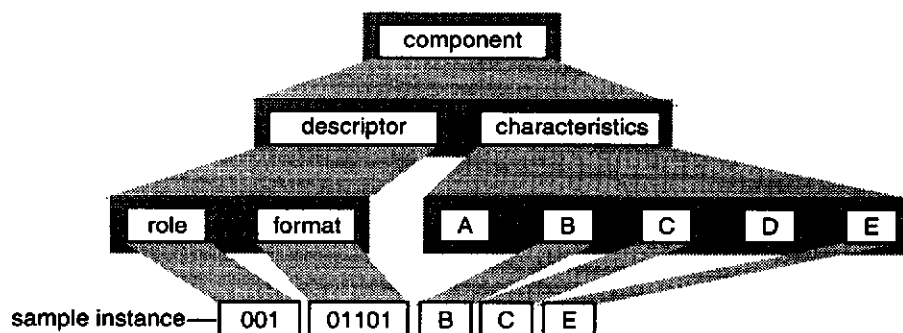 component
descriptor characteristics
role format A B C D E
sample instance 001 01101 B C E